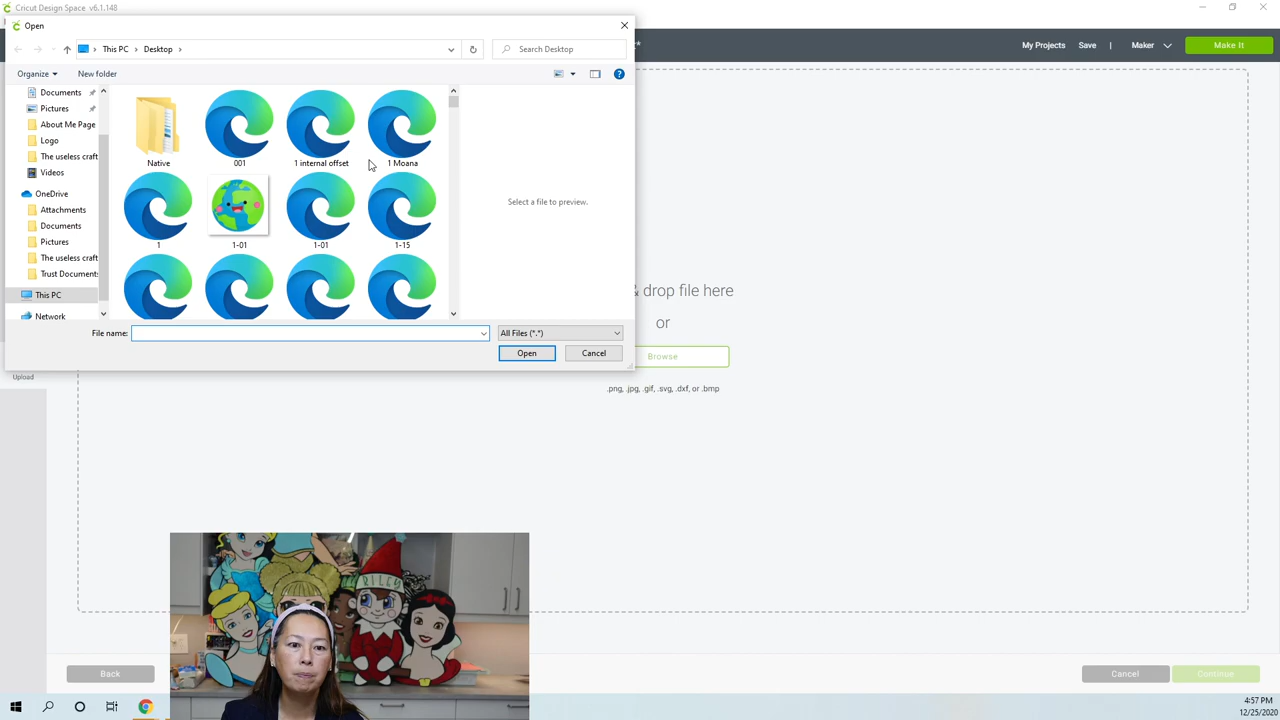 Cricut Design Space v6.1.148
Open
This PC
Desktop
Search Desktop
My Projects
Save
|
Maker
Make It
Organize
New folder
Documents
Pictures
About Me Page
Logo
The useless craft
Videos
OneDrive
Attachments
Documents
Pictures
The useless craft
Trust Documents
This PC
Network
Native
001
1 internal offset
1 Moana
1
1-01
1-01
1-15
Select a file to preview.
File name:
All Files (*.*)
Open
Cancel
Upload
& drop file here
or
Browse
.png, .jpg, .gif, .svg, .dxf, or .bmp
RILEY
Back
Cancel
Continue
4:57 PM
12/25/2020